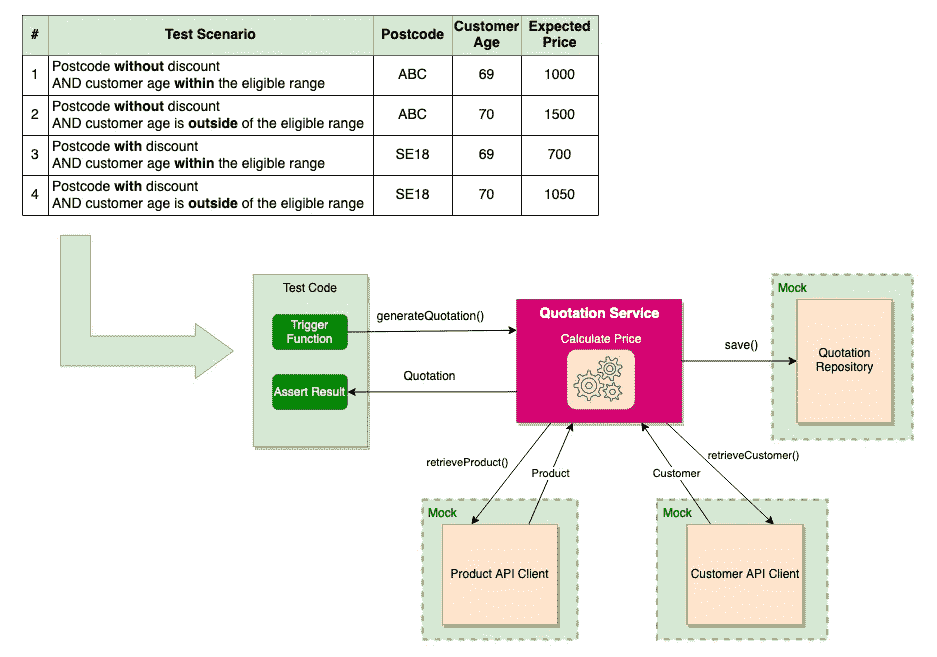 # Test Scenario Postcode Customer Age Expected Price
1 Postcode without discount AND customer age within the eligible range ABC 69 1000
2 Postcode without discount AND customer age is outside of the eligible range ABC 70 1500
3 Postcode with discount AND customer age within the eligible range SE18 69 700
4 Postcode with discount AND customer age is outside of the eligible range SE18 70 1050
Test Code
Trigger
Function
generateQuotation()
Assert Result
Quotation
Quotation Service
Calculate Price
save()
Mock
Quotation
Repository
retrieveProduct()
Product
Customer
retrieveCustomer()
Mock
Product API Client
Mock
Customer API Client